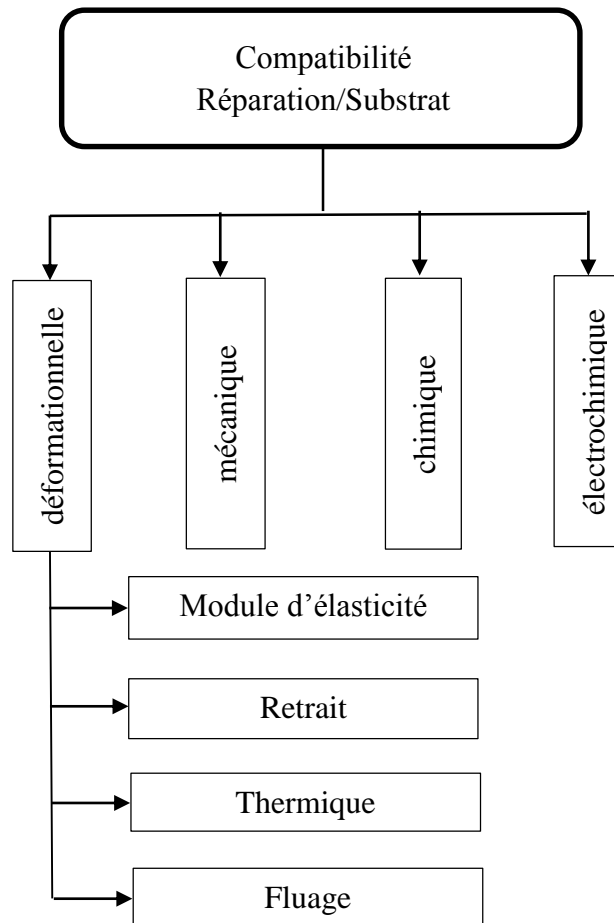 Compatibilité
Réparation/Substrat
déformationnelle
mécanique
chimique
électrochimique
Module d’élasticité
Retrait
Thermique
Fluage